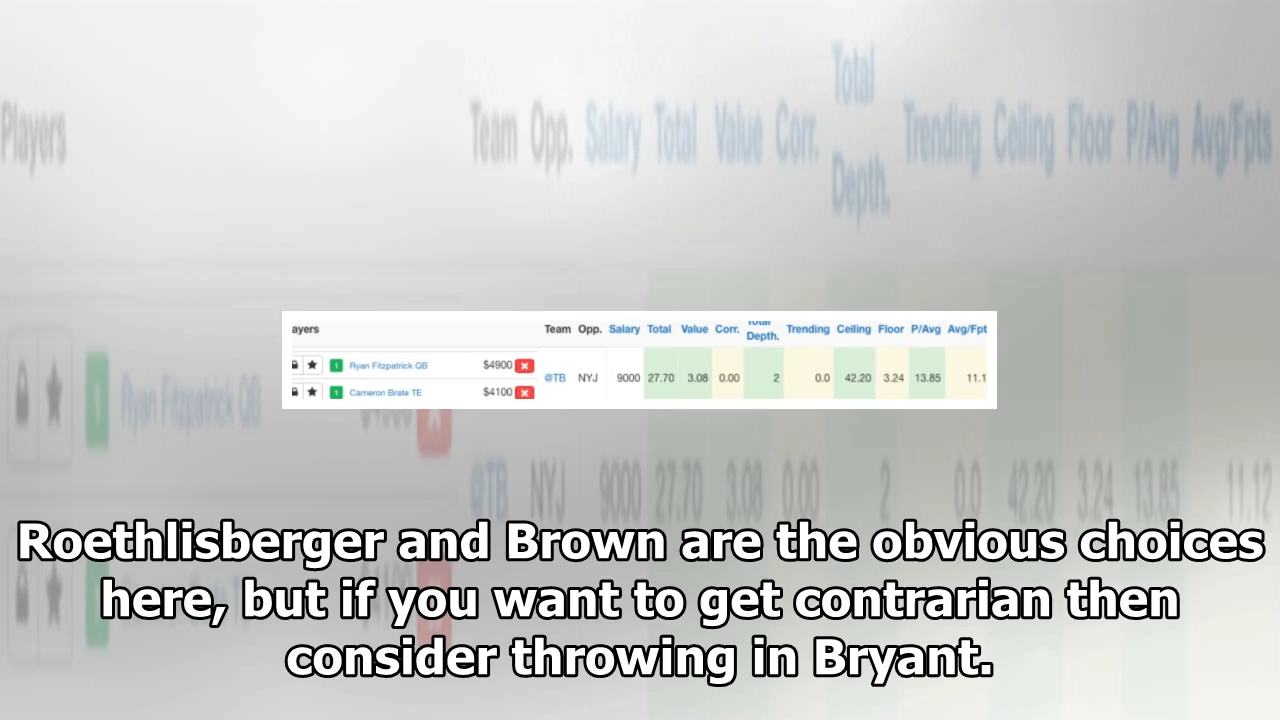 Players Team Opp. Salary Total Value Corr. Total Depth. Trending Ceiling Floor P/Avg Avg/Fpts
ayers Team Opp. Salary Total Value Corr. Total Depth. Trending Ceiling Floor P/Avg Avg/Fpt
1 Ryan Fitzpatrick QB $4900
@TB NYJ 9000 27.70 3.08 0.00 2 0.0 42.20 3.24 13.85 11.1
1 Cameron Brate TE $4100
Ryan Fitzpatrick QB $4900
@TB NYJ 9000 27.70 3.08 0.00 2 0.0 42.20 3.24 13.85 11.12
Roethlisberger and Brown are the obvious choices
here, but if you want to get contrarian then
consider throwing in Bryant.